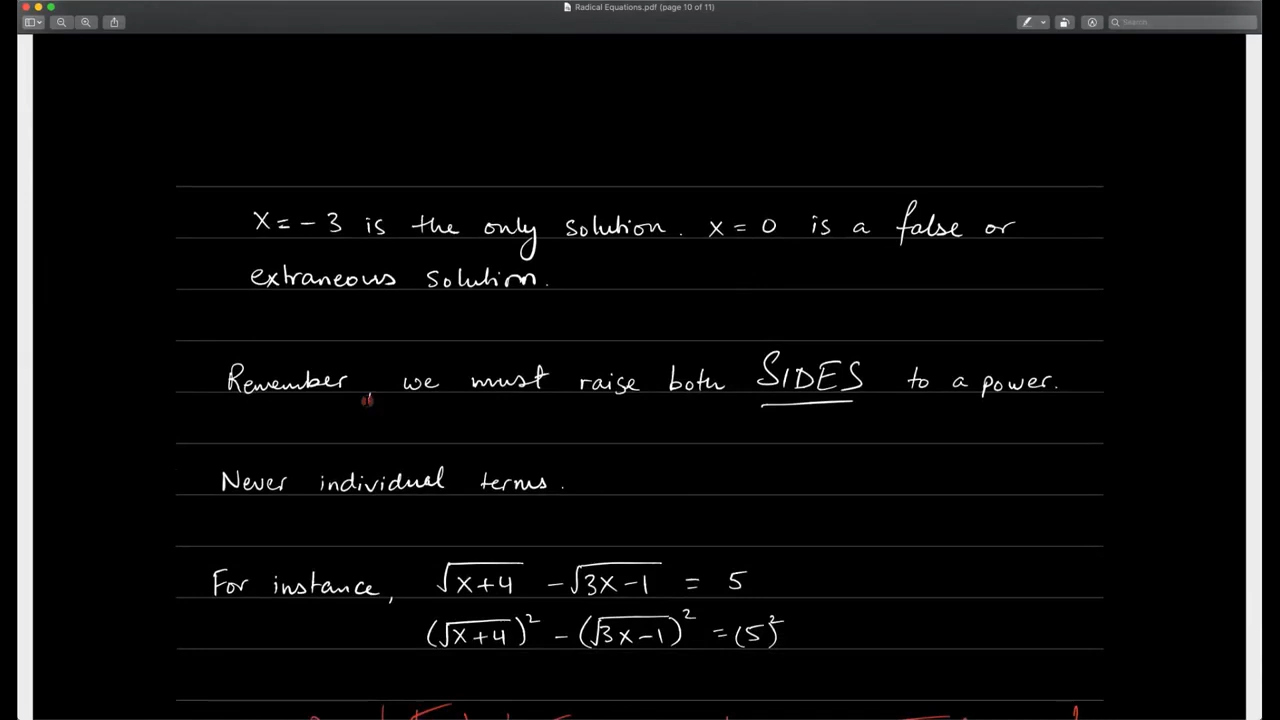 Radical Equations.pdf (page 10 of 11)
Search
x = -3 is the only solution. x = 0 is a false or
extraneous solution.
Remember, we must raise both SIDES to a power.
Never individual terms.
For instance, √(x+4) - √(3x-1) = 5
(√(x+4))² - (√(3x-1))² = (5)²